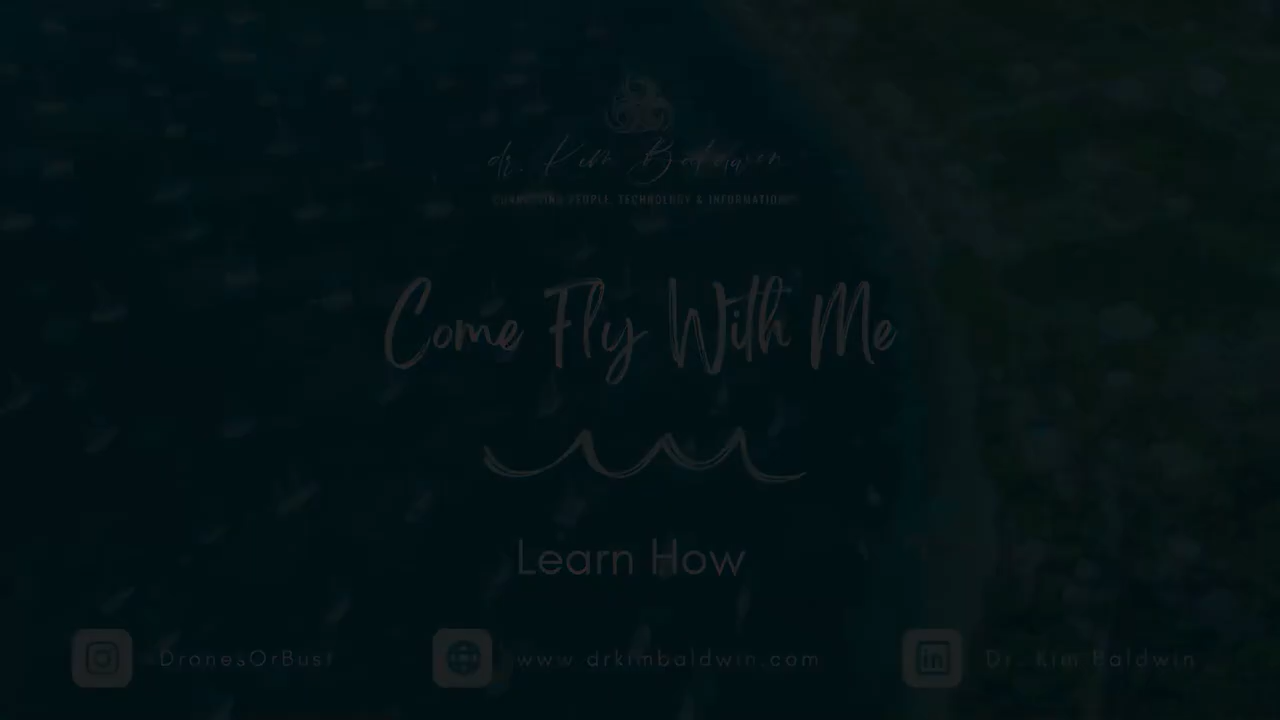 dr. Kim Baldwin
CONNECTING PEOPLE, TECHNOLOGY & INFORMATION
Come Fly With Me
Learn How
DronesOrBust
www.drkimbaldwin.com
Dr. Kim Baldwin